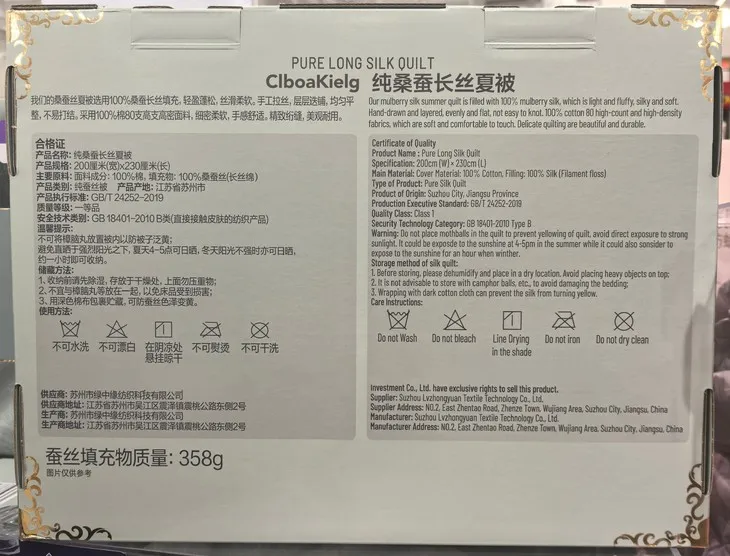 PURE LONG SILK QUILT
ClboaKielg 纯桑蚕长丝夏被
我们的桑蚕丝夏被选用100%桑蚕长丝填充，轻盈蓬松，丝滑柔软。手工拉丝，层层迭铺，均匀平
整，不易打结。采用100%棉80支高支高密面料，细密柔软，手感舒适。精致绗缝，美观耐用。
Our mulberry silk summer quilt is filled with 100% mulberry silk, which is light and fluffy, silky and soft.
Hand-drawn and layered, evenly and flat, not easy to knot. 100% cotton 80 high-count and high-density
fabrics, which are soft and comfortable to touch. Delicate quilting are beautiful and durable.
合格证
产品名称: 纯桑蚕长丝夏被
产品规格: 200厘米(宽)x230厘米(长)
主要原料: 面料成分: 100%棉, 填充物: 100%桑蚕丝(长丝绵)
产品类别: 纯蚕丝被 产品产地: 江苏省苏州市
产品执行标准: GB/T 24252–2019
质量等级: 一等品
安全技术类别: GB 18401–2010 B类(直接接触皮肤的纺织产品)
温馨提示:
不可将樟脑丸放置被内以防被子泛黄;
避免直晒于强烈阳光之下, 夏天4–5点可日晒, 冬天阳光不强时亦可日晒,
约一小时即可收纳。
储藏方法:
1. 收纳前请先除湿, 存放于干燥处, 上面勿压重物;
2. 不宜与樟脑丸等放在一起, 以免床品受到损害;
3. 用深色棉布包裹贮藏, 可防蚕丝色泽变黄。
使用方法:
不可水洗 不可漂白 在阴凉处 不可熨烫 不可干洗
悬挂晾干
供应商: 苏州市绿中缘纺织科技有限公司
供应商地址: 江苏省苏州市吴江区震泽镇震桃公路东侧2号
生产商: 苏州市绿中缘纺织科技有限公司
生产商地址: 江苏省苏州市吴江区震泽镇震桃公路东侧2号
Certificate of Quality
Product Name : Pure Long Silk Quilt
Specification: 200cm (W) × 230cm (L)
Main Material: Cover Material: 100% Cotton, Filling: 100% Silk (Filament floss)
Type of Product: Pure Silk Quilt
Product of Origin: Suzhou City, Jiangsu Province
Production Executive Standard: GB/T 24252-2019
Quality Class: Class 1
Security Technology Category: GB 18401-2010 Type B
Warning: Do not place mothballs in the quilt to prevent yellowing of quilt, avoid direct exposure to strong
sunlight. It could be exposde to the sunshine at 4-5pm in the summer while it could also sonsider to
expose to the sunshine for an hour when winther.
Storage method of silk quilt:
1. Before storing, please dehumidify and place in a dry location. Avoid placing heavy objects on top:
2. It is not advisable to store with camphor balls, etc., to avoid damaging the bedding;
3. Wrapping with dark cotton cloth can prevent the silk from turning yellow.
Care Instructions:
Do not Wash Do not bleach Line Drying Do not iron Do not dry clean
in the shade
Investment Co., Ltd. have exclusive rights to sell this product.
Supplier: Suzhou Lvzhongyuan Textile Technology Co., Ltd.
Supplier Address: NO.2, East Zhentao Road, Zhenze Town, Wujiang Area, Suzhou City, Jiangsu, China
Manufacturer: Suzhou Lvzhongyuan Textile Technology Co., Ltd.
Manufacturer Address: NO.2, East Zhentao Road, Zhenze Town, Wujiang Area, Suzhou City, Jiangsu, China
蚕丝填充物质量: 358g
图片仅供参考